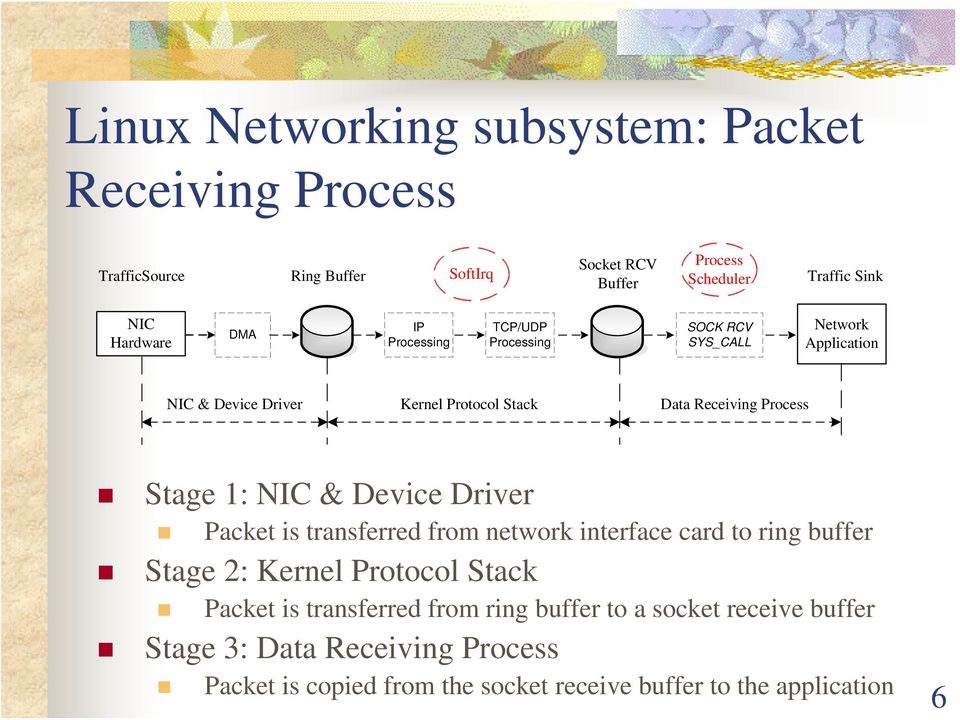 Linux Networking subsystem: Packet
Receiving Process
TrafficSource
Ring Buffer
SoftIrq
Socket RCV
Buffer
Process
Scheduler
Traffic Sink
NIC
Hardware
DMA
IP
Processing
TCP/UDP
Processing
SOCK RCV
SYS_CALL
Network
Application
NIC & Device Driver
Kernel Protocol Stack
Data Receiving Process
Stage 1: NIC & Device Driver
Packet is transferred from network interface card to ring buffer
Stage 2: Kernel Protocol Stack
Packet is transferred from ring buffer to a socket receive buffer
Stage 3: Data Receiving Process
Packet is copied from the socket receive buffer to the application
6